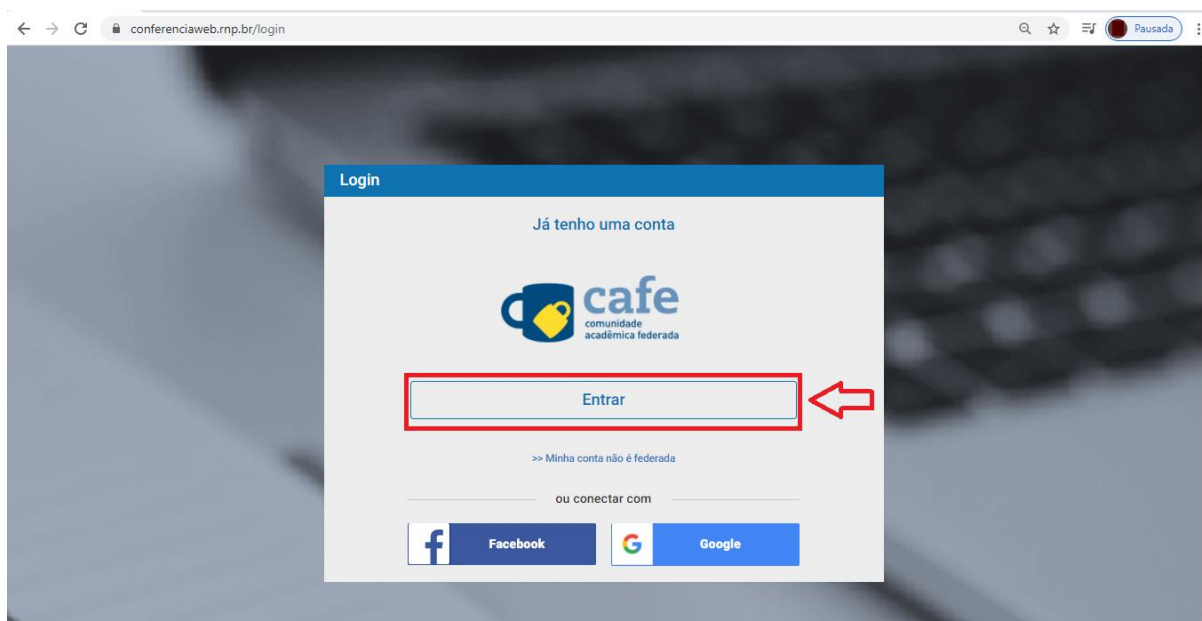 conferenciaweb.rnp.br/login
Pausada
Login
Já tenho uma conta
cafe
comunidade
acadêmica federada
Entrar
>> Minha conta não é federada
ou conectar com
Facebook
Google